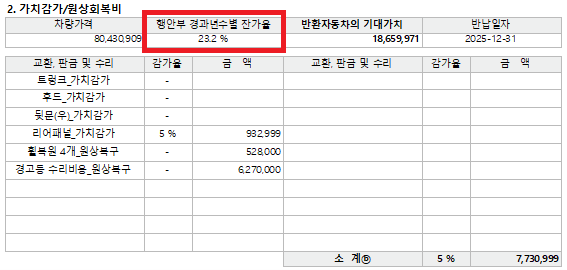 2. 가치감가/원상회복비
차량가격 행안부 경과년수별 잔가율 반환자동차의 기대가치 반납일자
80,430,909 23.2 % 18,659,971 2025-12-31
교환, 판금 및 수리 감가율 금 액 교환, 판금 및 수리 감가율 금 액
트렁크_가치감가 -
후드_가치감가 -
뒷문(우)_가치감가 -
리어패널_가치감가 5 % 932,999
휠복원 4개_원상복구 - 528,000
경고등 수리비용_원상복구 - 6,270,000
소 계㉮ 5 % 7,730,999